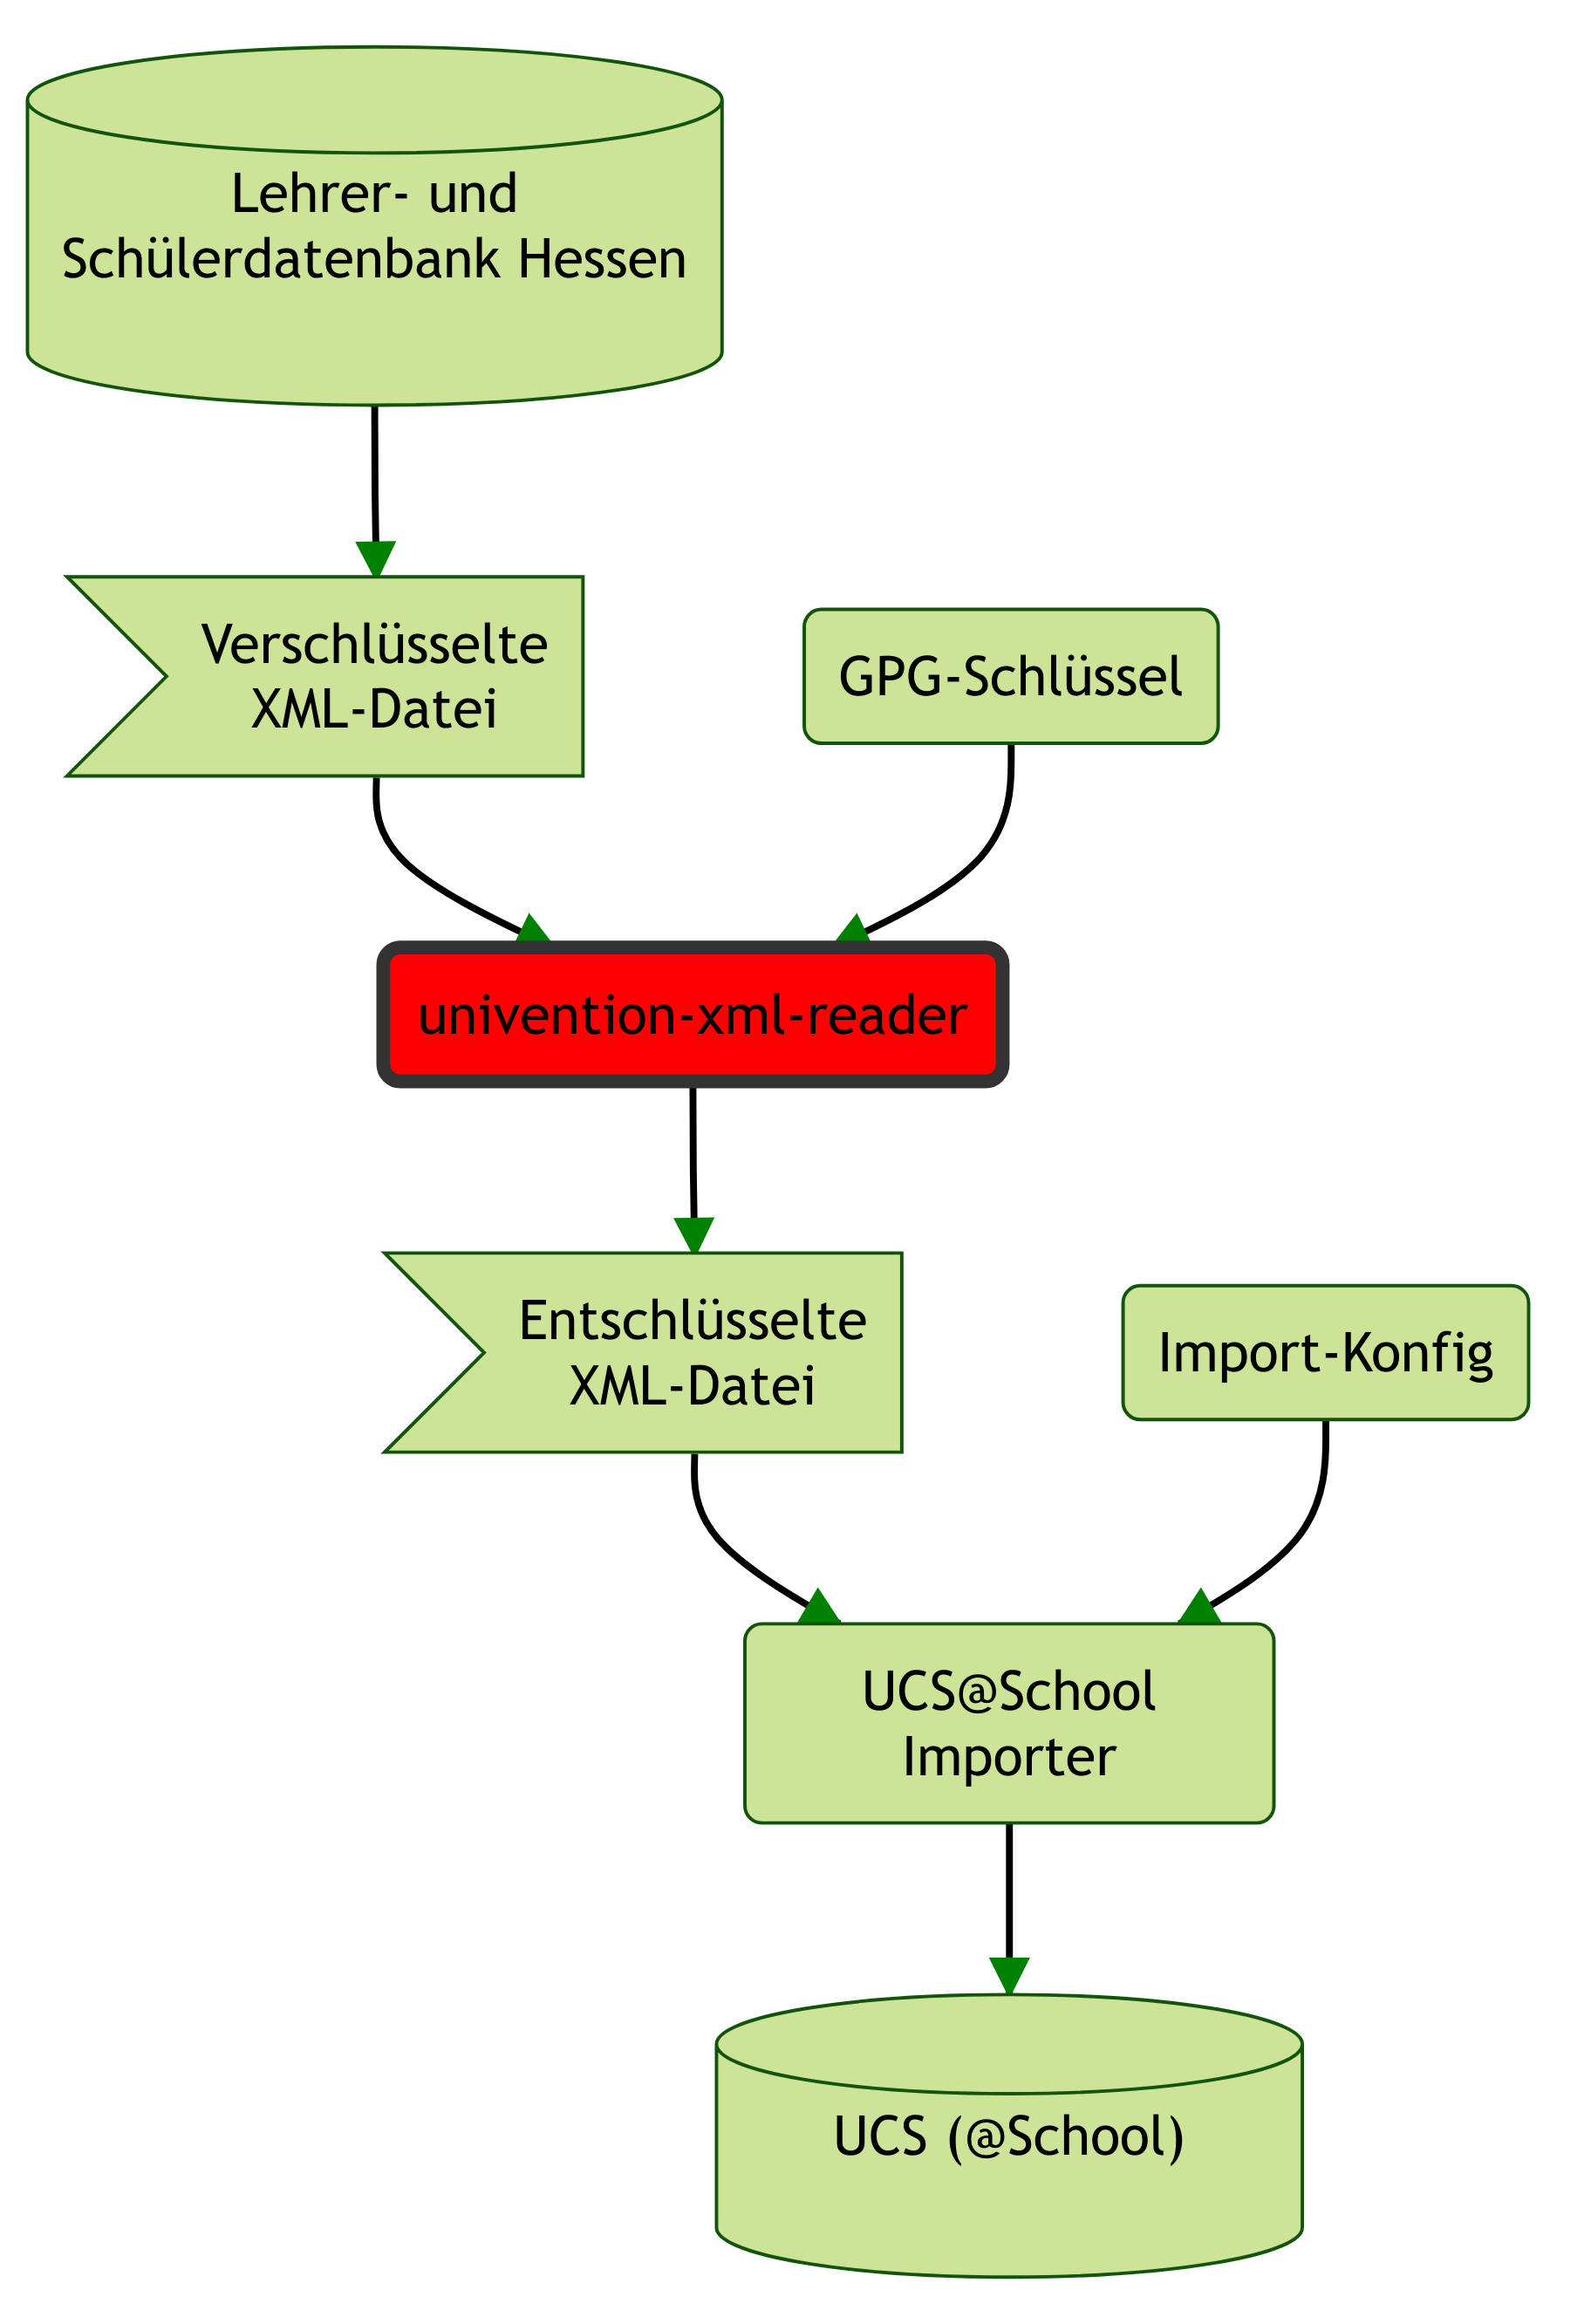 Lehrer- und
Schülerdatenbank Hessen
Verschlüsselte
XML-Datei
GPG-Schlüssel
univention-xml-reader
Entschlüsselte
XML-Datei
Import-Konfig
UCS@School
Importer
UCS (@School)